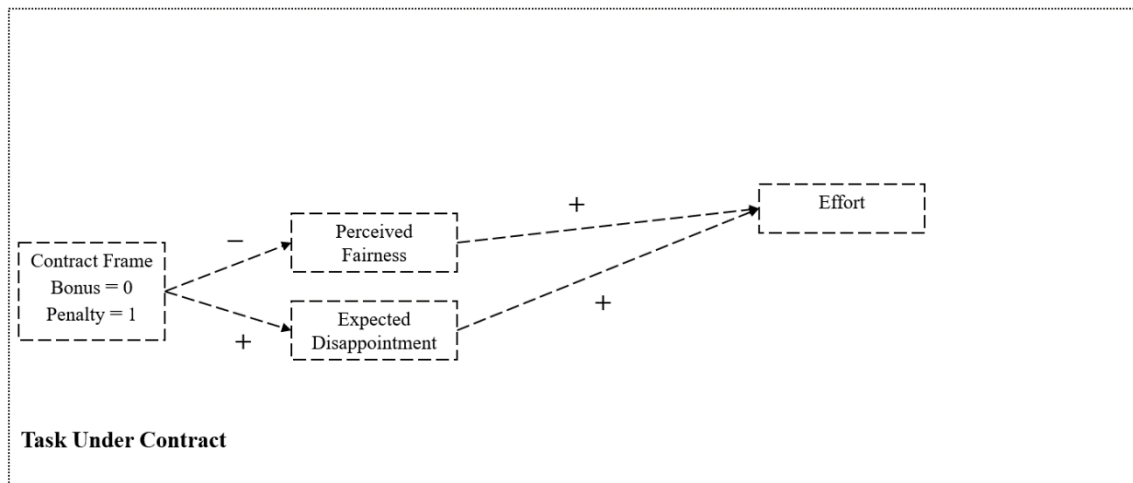 Contract Frame
Bonus = 0
Penalty = 1
−
+
Perceived
Fairness
Expected
Disappointment
+
+
Effort
Task Under Contract